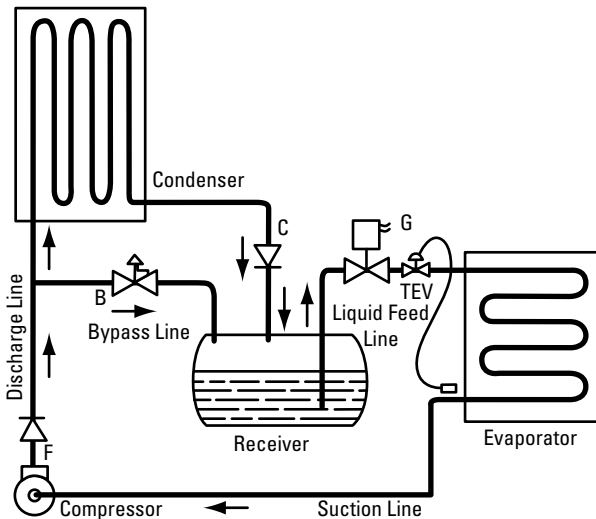 Condenser
C
G
B
Bypass Line
TEV
Liquid Feed
Line
Discharge Line
Receiver
Evaporator
F
Compressor
Suction Line